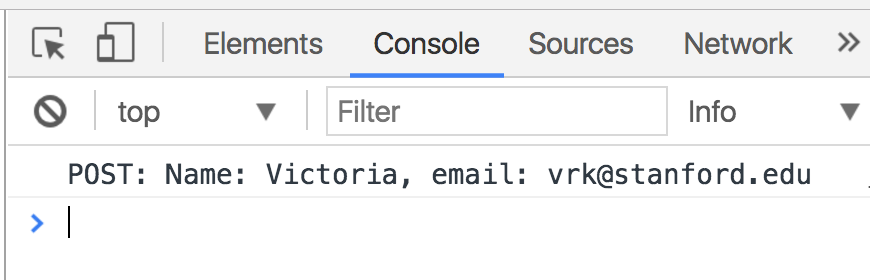 Elements Console Sources Network »
top ▼ Filter Info ▼
POST: Name: Victoria, email: vrk@stanford.edu
>